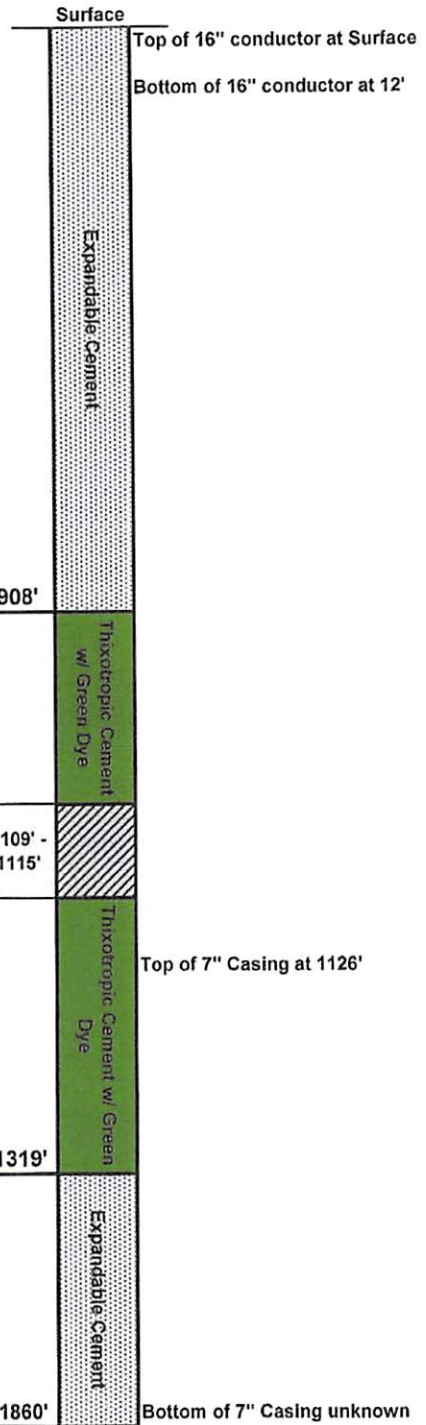 Surface
Top of 16" conductor at Surface
Bottom of 16" conductor at 12'
Expandable Cement
908'
Thixotropic Cement
w/ Green Dye
109' -
1115'
Thixotropic Cement w/ Green
Dye
Top of 7" Casing at 1126'
1319'
Expandable Cement
1860'
Bottom of 7" Casing unknown